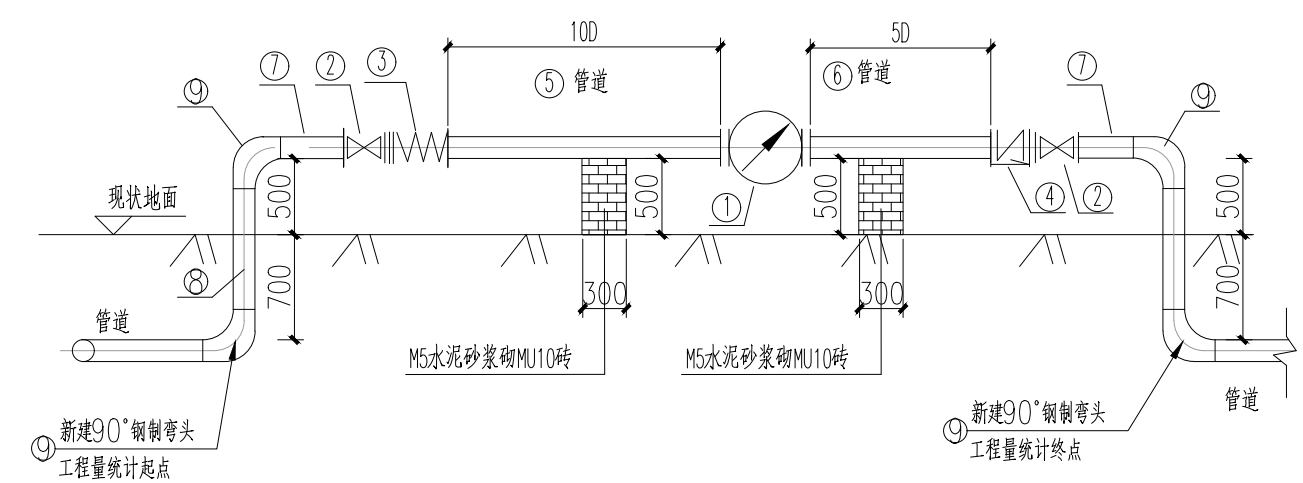 10D
5D
⑦
②
③
⑤ 管道
⑥ 管道
⑦
⑨
⑨
现状地面
500
500
①
500
④
②
500
⑧
700
300
300
700
管道
M5水泥砂浆砌MU10砖
M5水泥砂浆砌MU10砖
管道
⑨ 新建90°钢制弯头
工程量统计起点
⑨ 新建90°钢制弯头
工程量统计终点